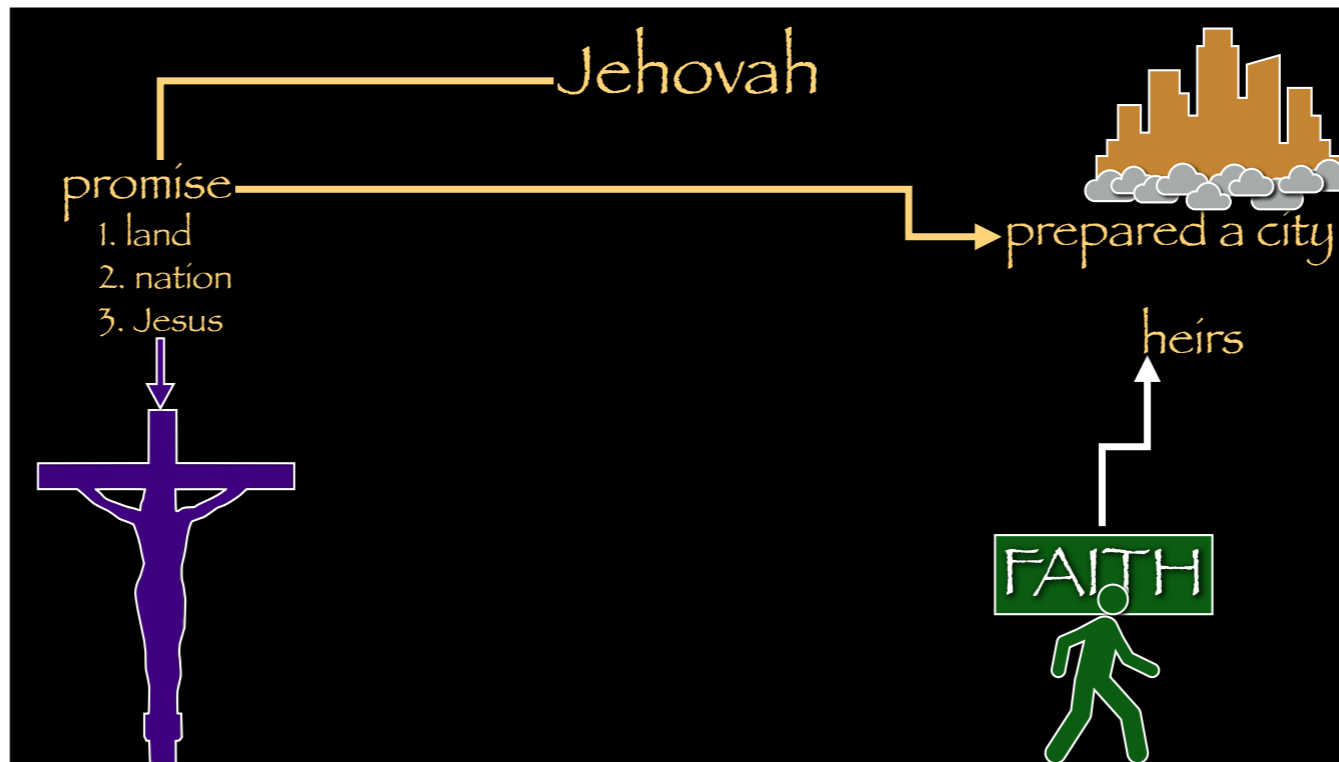 Jehovah
promise
1. land
2. nation
3. Jesus
prepared a city
heirs
FAITH